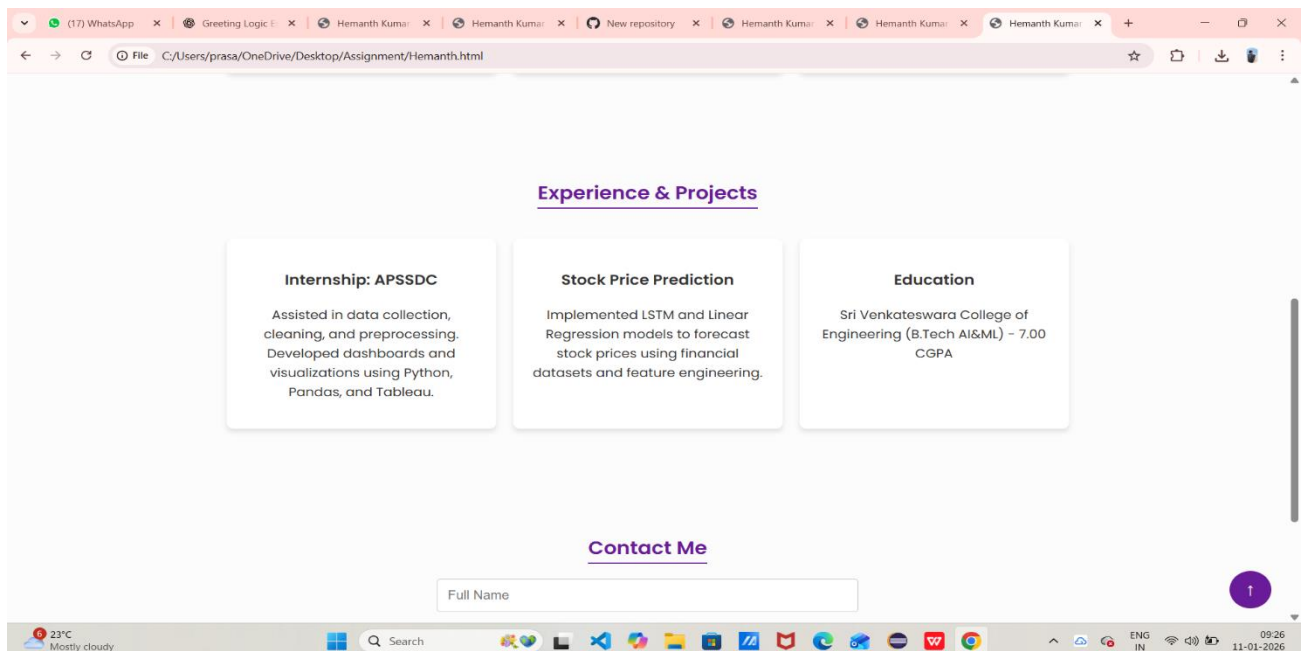 (17) WhatsApp
Greeting Logic E
Hemanth Kumar
Hemanth Kumar
New repository
Hemanth Kumar
Hemanth Kumar
Hemanth Kumar
File C:/Users/prasa/OneDrive/Desktop/Assignment/Hemanth.html
Experience & Projects
Internship: APSSDC
Assisted in data collection,
cleaning, and preprocessing.
Developed dashboards and
visualizations using Python,
Pandas, and Tableau.
Stock Price Prediction
Implemented LSTM and Linear
Regression models to forecast
stock prices using financial
datasets and feature engineering.
Education
Sri Venkateswara College of
Engineering (B.Tech AI&ML) - 7.00
CGPA
Contact Me
Full Name
↑
6
23°C
Mostly cloudy
Search
ENG
IN
09:26
11-01-2026